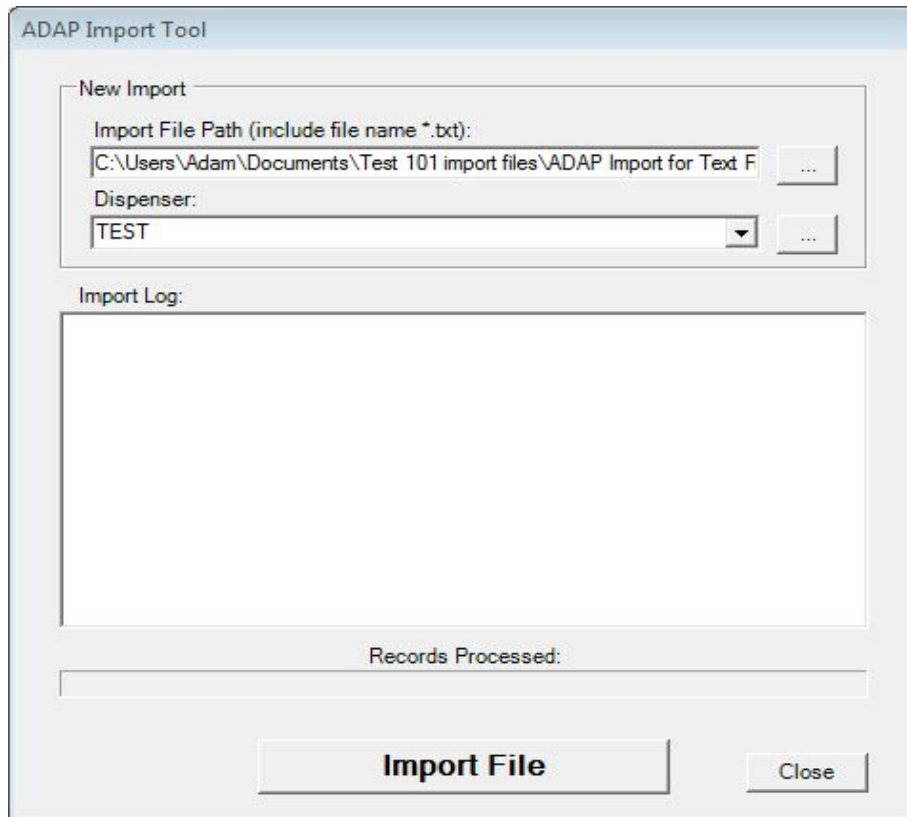 ADAP Import Tool
New Import
Import File Path (include file name *.txt):
C:\Users\Adam\Documents\Test 101 import files\ADAP Import for Text F
...
Dispenser:
TEST
...
Import Log:
Records Processed:
Import File
Close